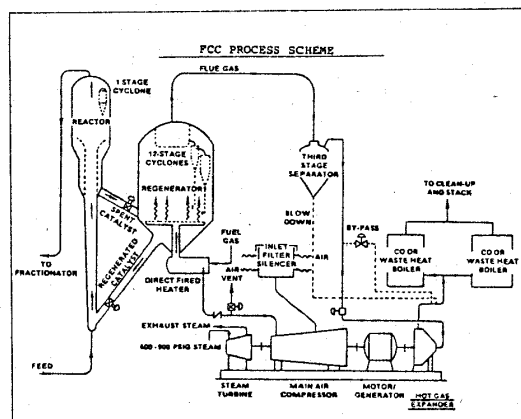 FCC PROCESS SCHEME
FLUE GAS
1 STAGE
CYCLONE
REACTOR
CYCLONES
REGENERATOR
THIRD
STAGE
SEPARATOR
TO CLEAN-UP
AND STACK
SPENT
CATALYST
REGENERATED
CATALYST
BLOW
DOWN
BY-PASS
FUEL
GAS
INLET
FILTER
SILENCER
AIR
AIR
VENT
CO OR
WASTE HEAT
BOILER
CO OR
WASTE HEAT
BOILER
TO
FRACTIONATOR
DIRECT FIRED
HEATER
EXHAUST STEAM
600-900 PSIG STEAM
FEED
STEAM
TURBINE
MAIN AIR
COMPRESSOR
MOTOR/
GENERATOR
HOT GAS
EXPANDER